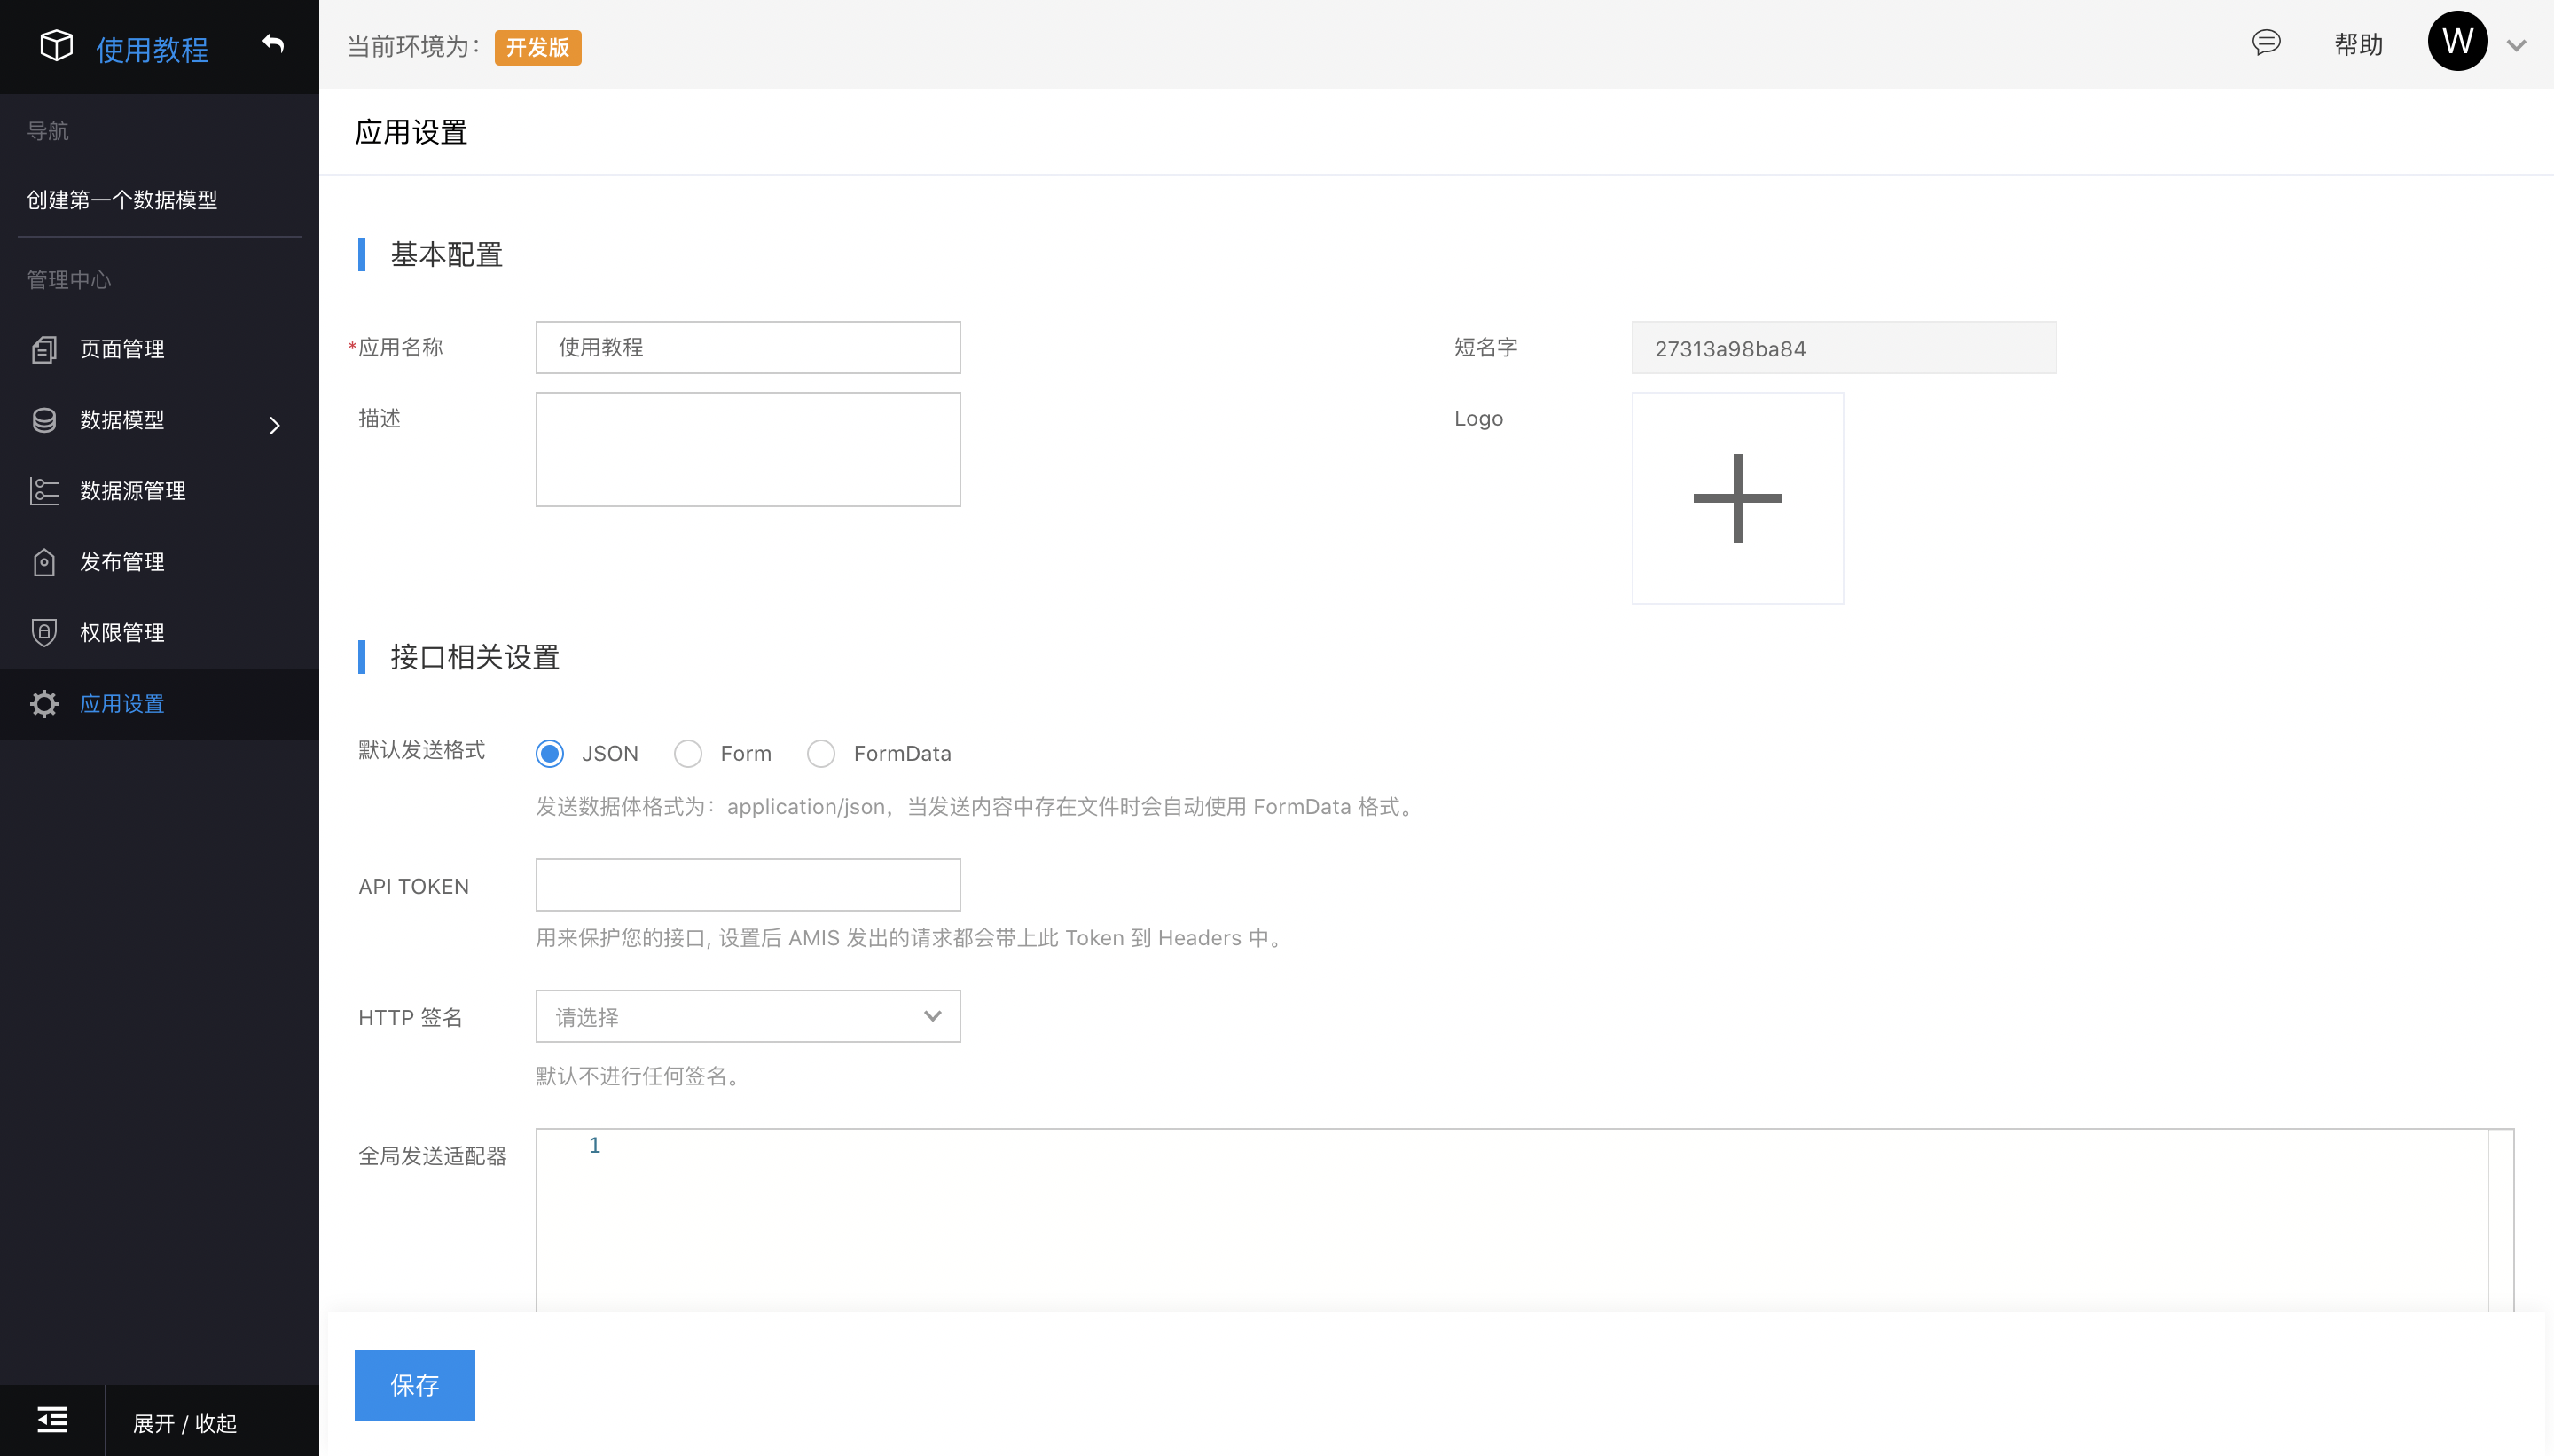 使用教程
当前环境为：
开发版
帮助
W
导航
创建第一个数据模型
管理中心
页面管理
数据模型
数据源管理
发布管理
权限管理
应用设置
展开 / 收起
应用设置
基本配置
*应用名称
使用教程
短名字
27313a98ba84
描述
Logo
接口相关设置
默认发送格式
JSON
Form
FormData
发送数据体格式为：application/json，当发送内容中存在文件时会自动使用 FormData 格式。
API TOKEN
用来保护您的接口, 设置后 AMIS 发出的请求都会带上此 Token 到 Headers 中。
HTTP 签名
请选择
默认不进行任何签名。
全局发送适配器
1
保存